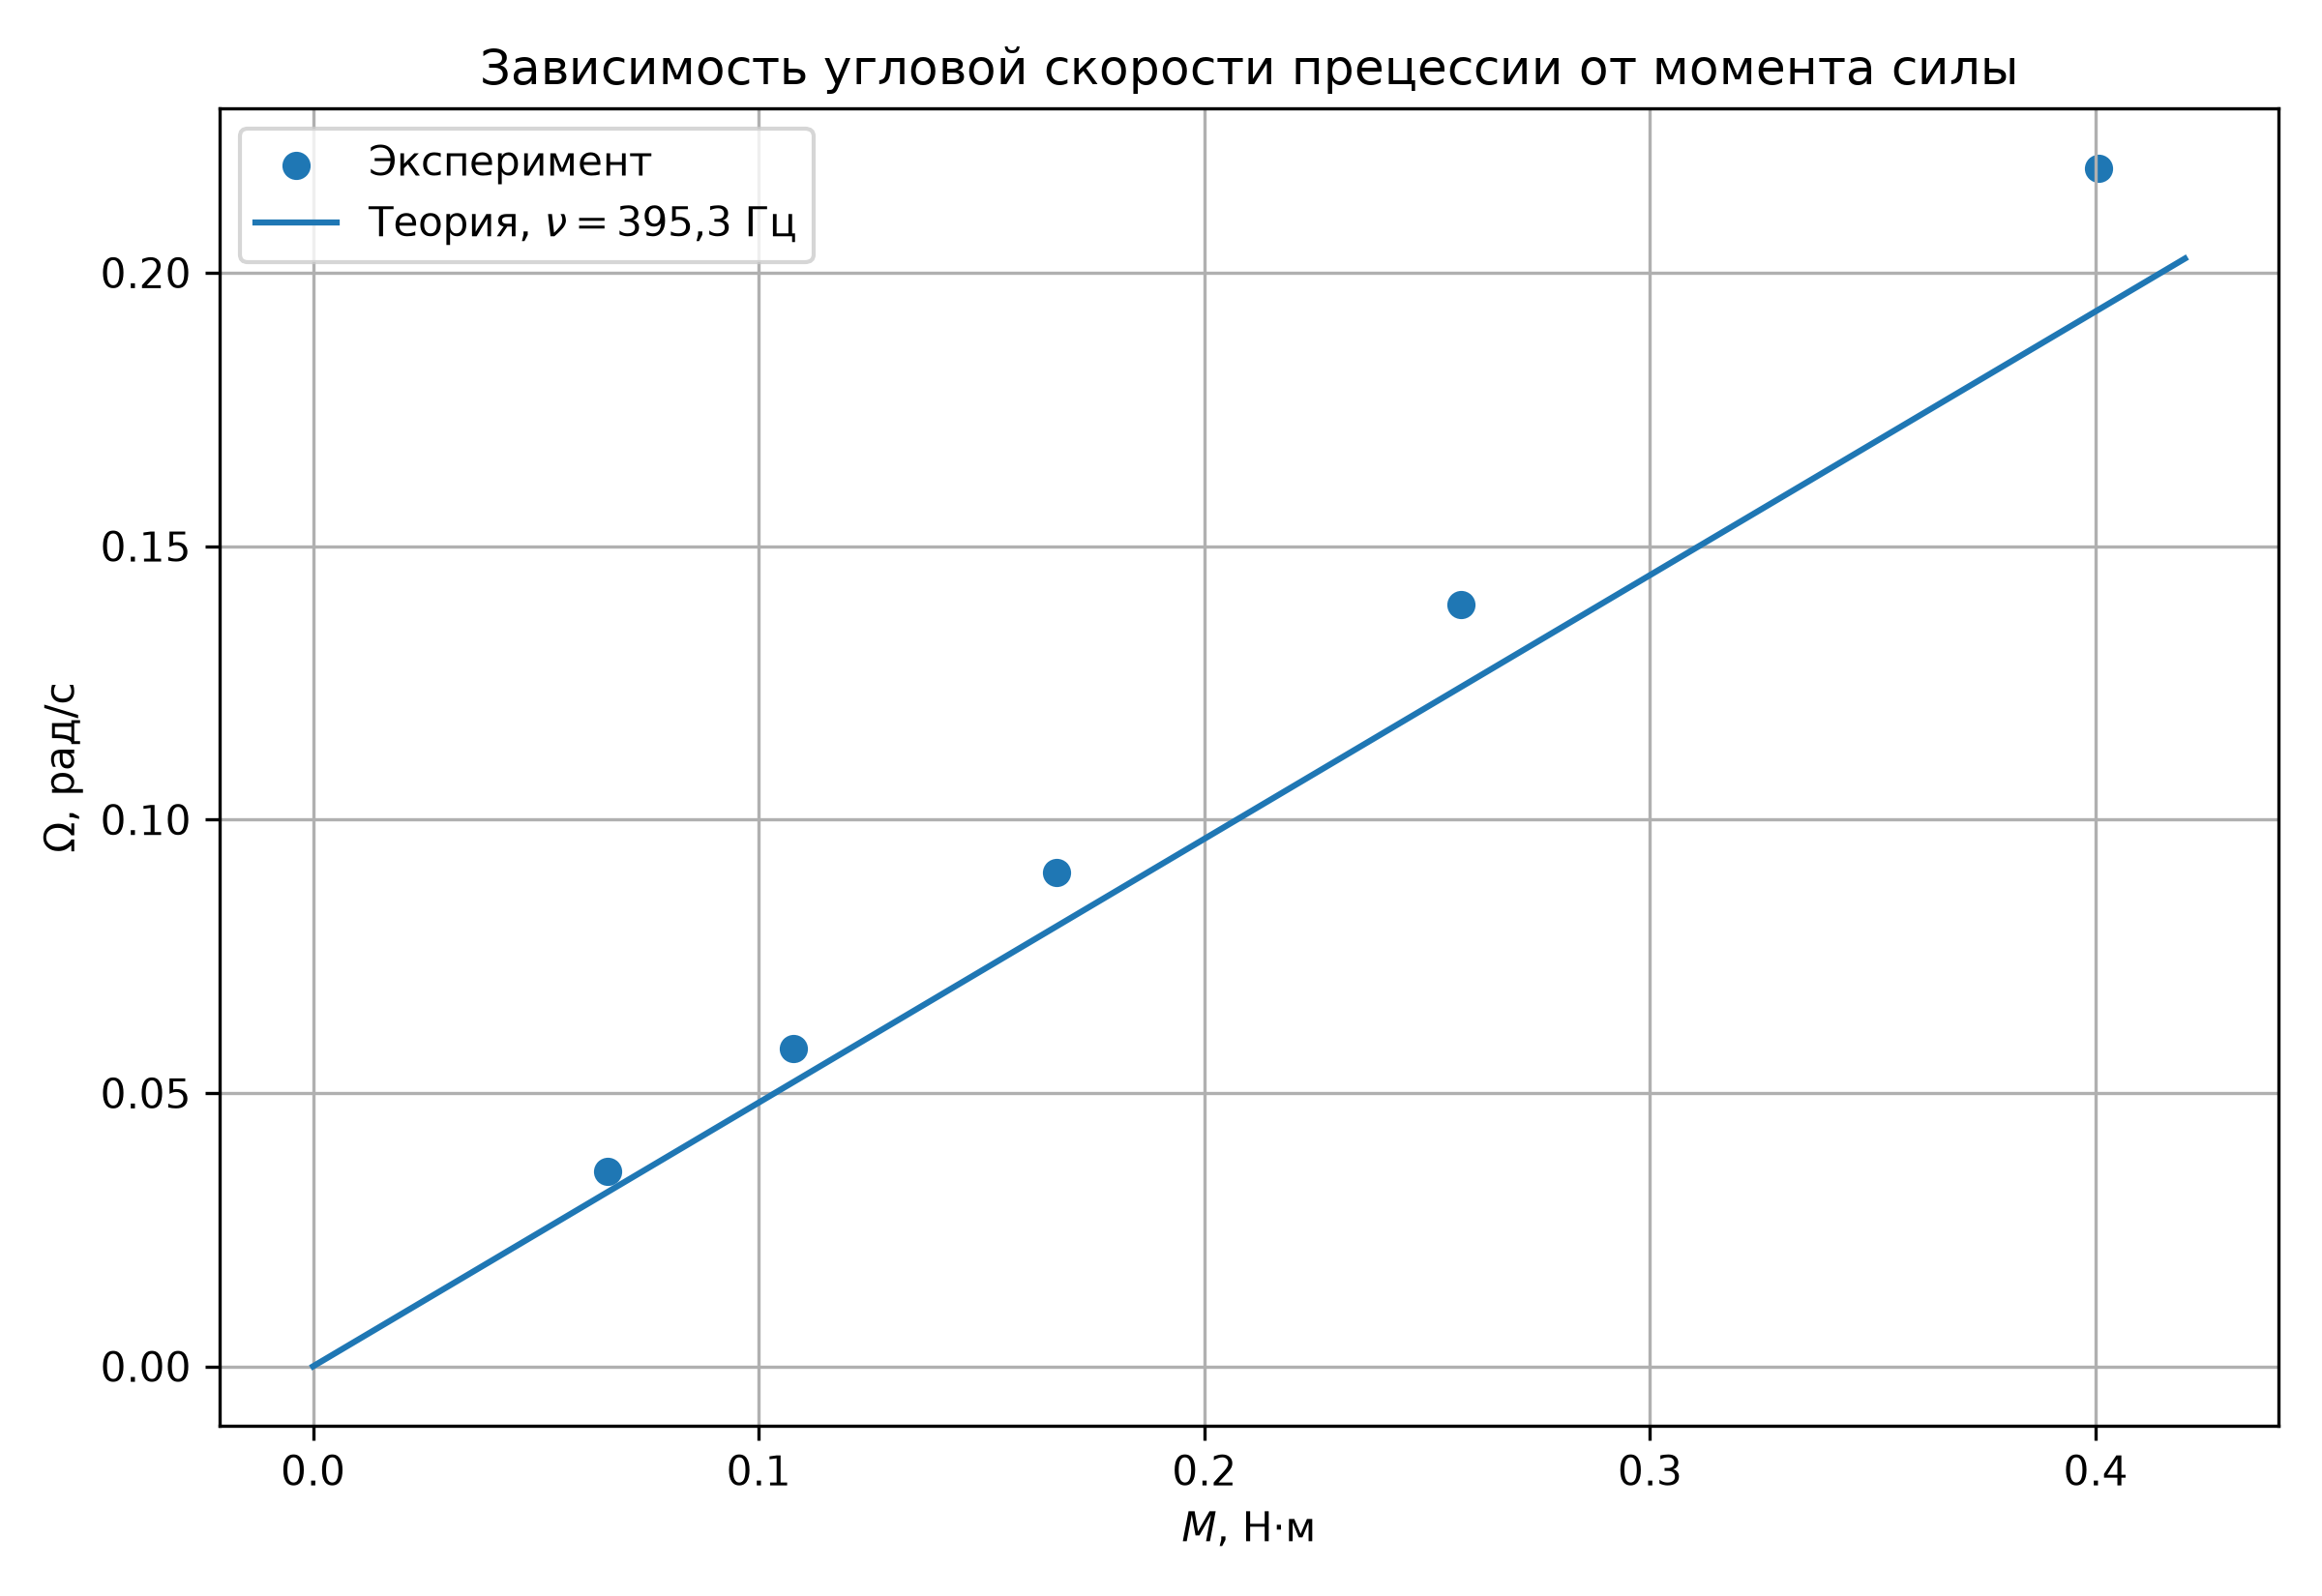 Зависимость угловой скорости прецессии от момента силы
Эксперимент
Теория, ν = 395,3 Гц
0.20
0.15
0.10
0.05
0.00
Ω, рад/с
0.0 0.1 0.2 0.3 0.4
M, Н·м